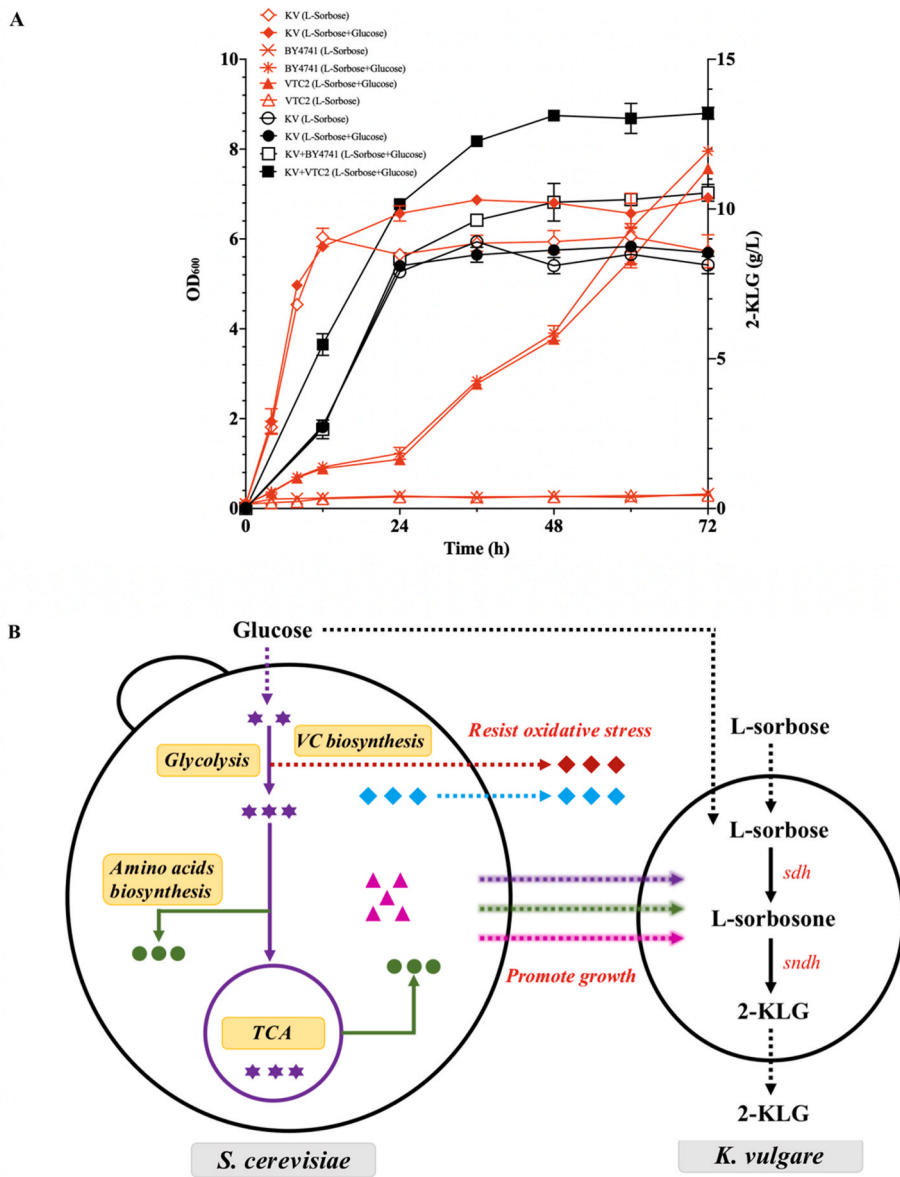 A
KV (L-Sorbose)
KV (L-Sorbose+Glucose)
BY4741 (L-Sorbose)
BY4741 (L-Sorbose+Glucose)
VTC2 (L-Sorbose+Glucose)
VTC2 (L-Sorbose)
KV (L-Sorbose)
KV (L-Sorbose+Glucose)
KV+BY4741 (L-Sorbose+Glucose)
KV+VTC2 (L-Sorbose+Glucose)
10
8
6
4
2
0
OD600
15
10
5
0
2-KLG (g/L)
0 24 48 72
Time (h)
B
Glucose
VC biosynthesis
Glycolysis
Resist oxidative stress
L-sorbose
L-sorbose
Amino acids
biosynthesis
sdh
L-sorbosone
sndh
Promote growth
2-KLG
TCA
2-KLG
S. cerevisiae
K. vulgare